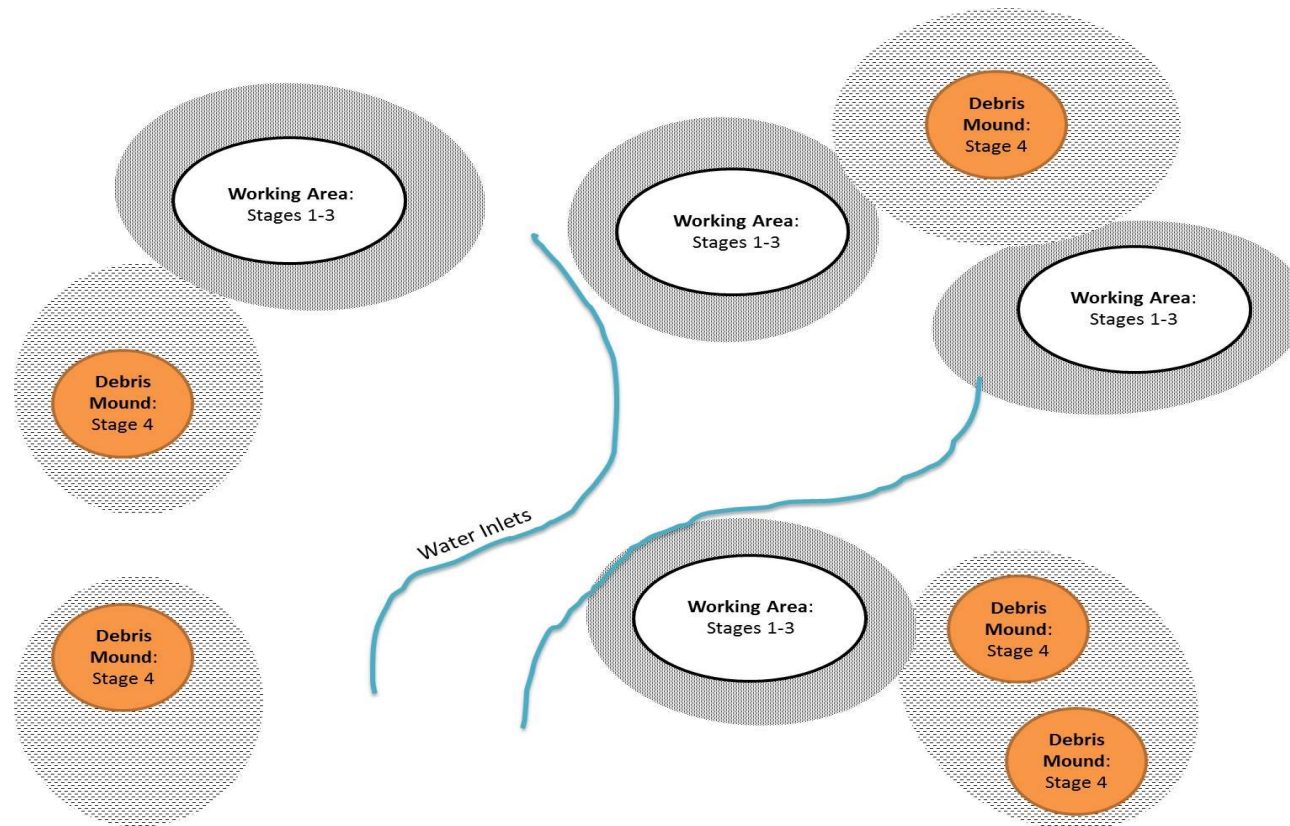 Debris
Mound:
Stage 4
Working Area:
Stages 1-3
Working Area:
Stages 1-3
Working Area:
Stages 1-3
Debris
Mound:
Stage 4
Water Inlets
Working Area:
Stages 1-3
Debris
Mound:
Stage 4
Debris
Mound:
Stage 4
Debris
Mound:
Stage 4